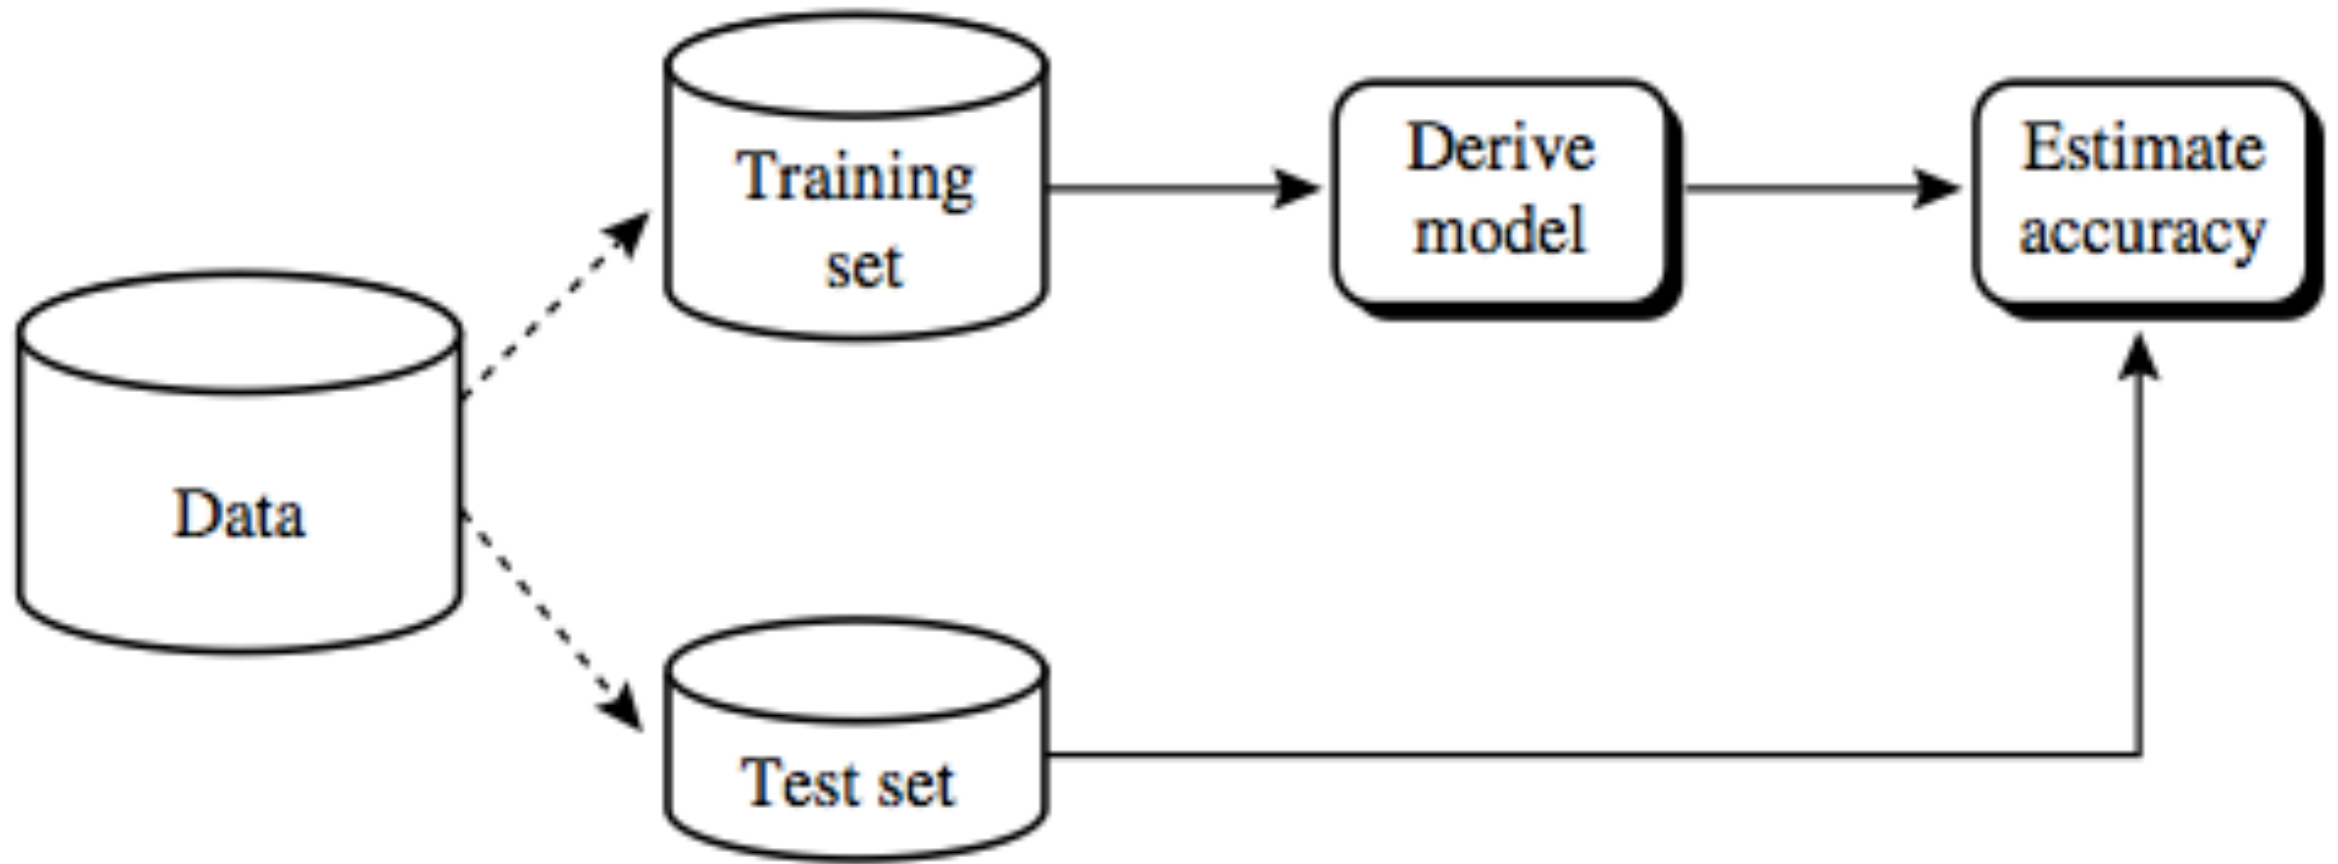 Data
Training
set
Test set
Derive
model
Estimate
accuracy